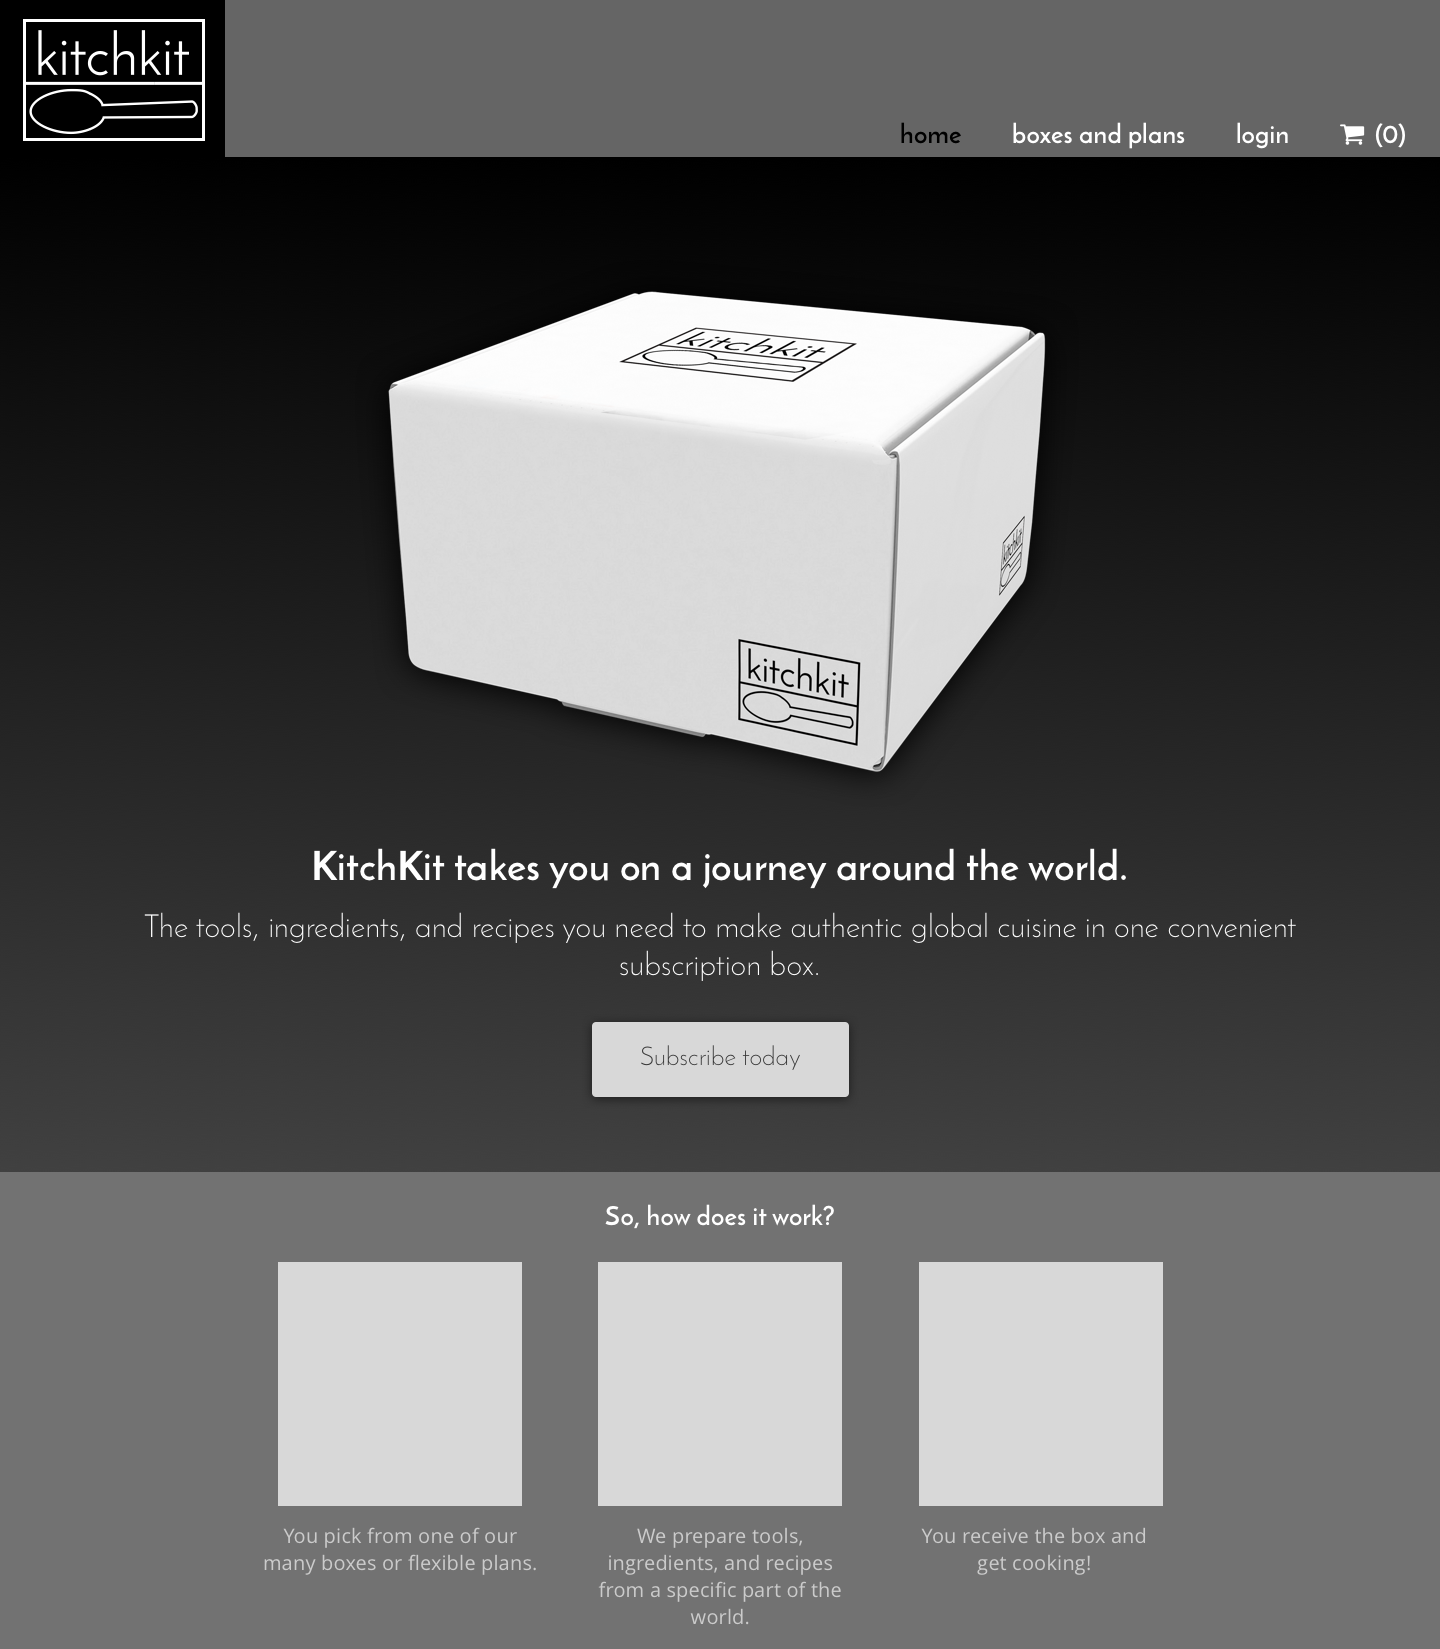 kitchkit
home boxes and plans login (0)
kitchkit
kitchkit
kitchkit
KitchKit takes you on a journey around the world.
The tools, ingredients, and recipes you need to make authentic global cuisine in one convenient
subscription box.
Subscribe today
So, how does it work?
You pick from one of our
many boxes or flexible plans.
We prepare tools,
ingredients, and recipes
from a specific part of the
world.
You receive the box and
get cooking!